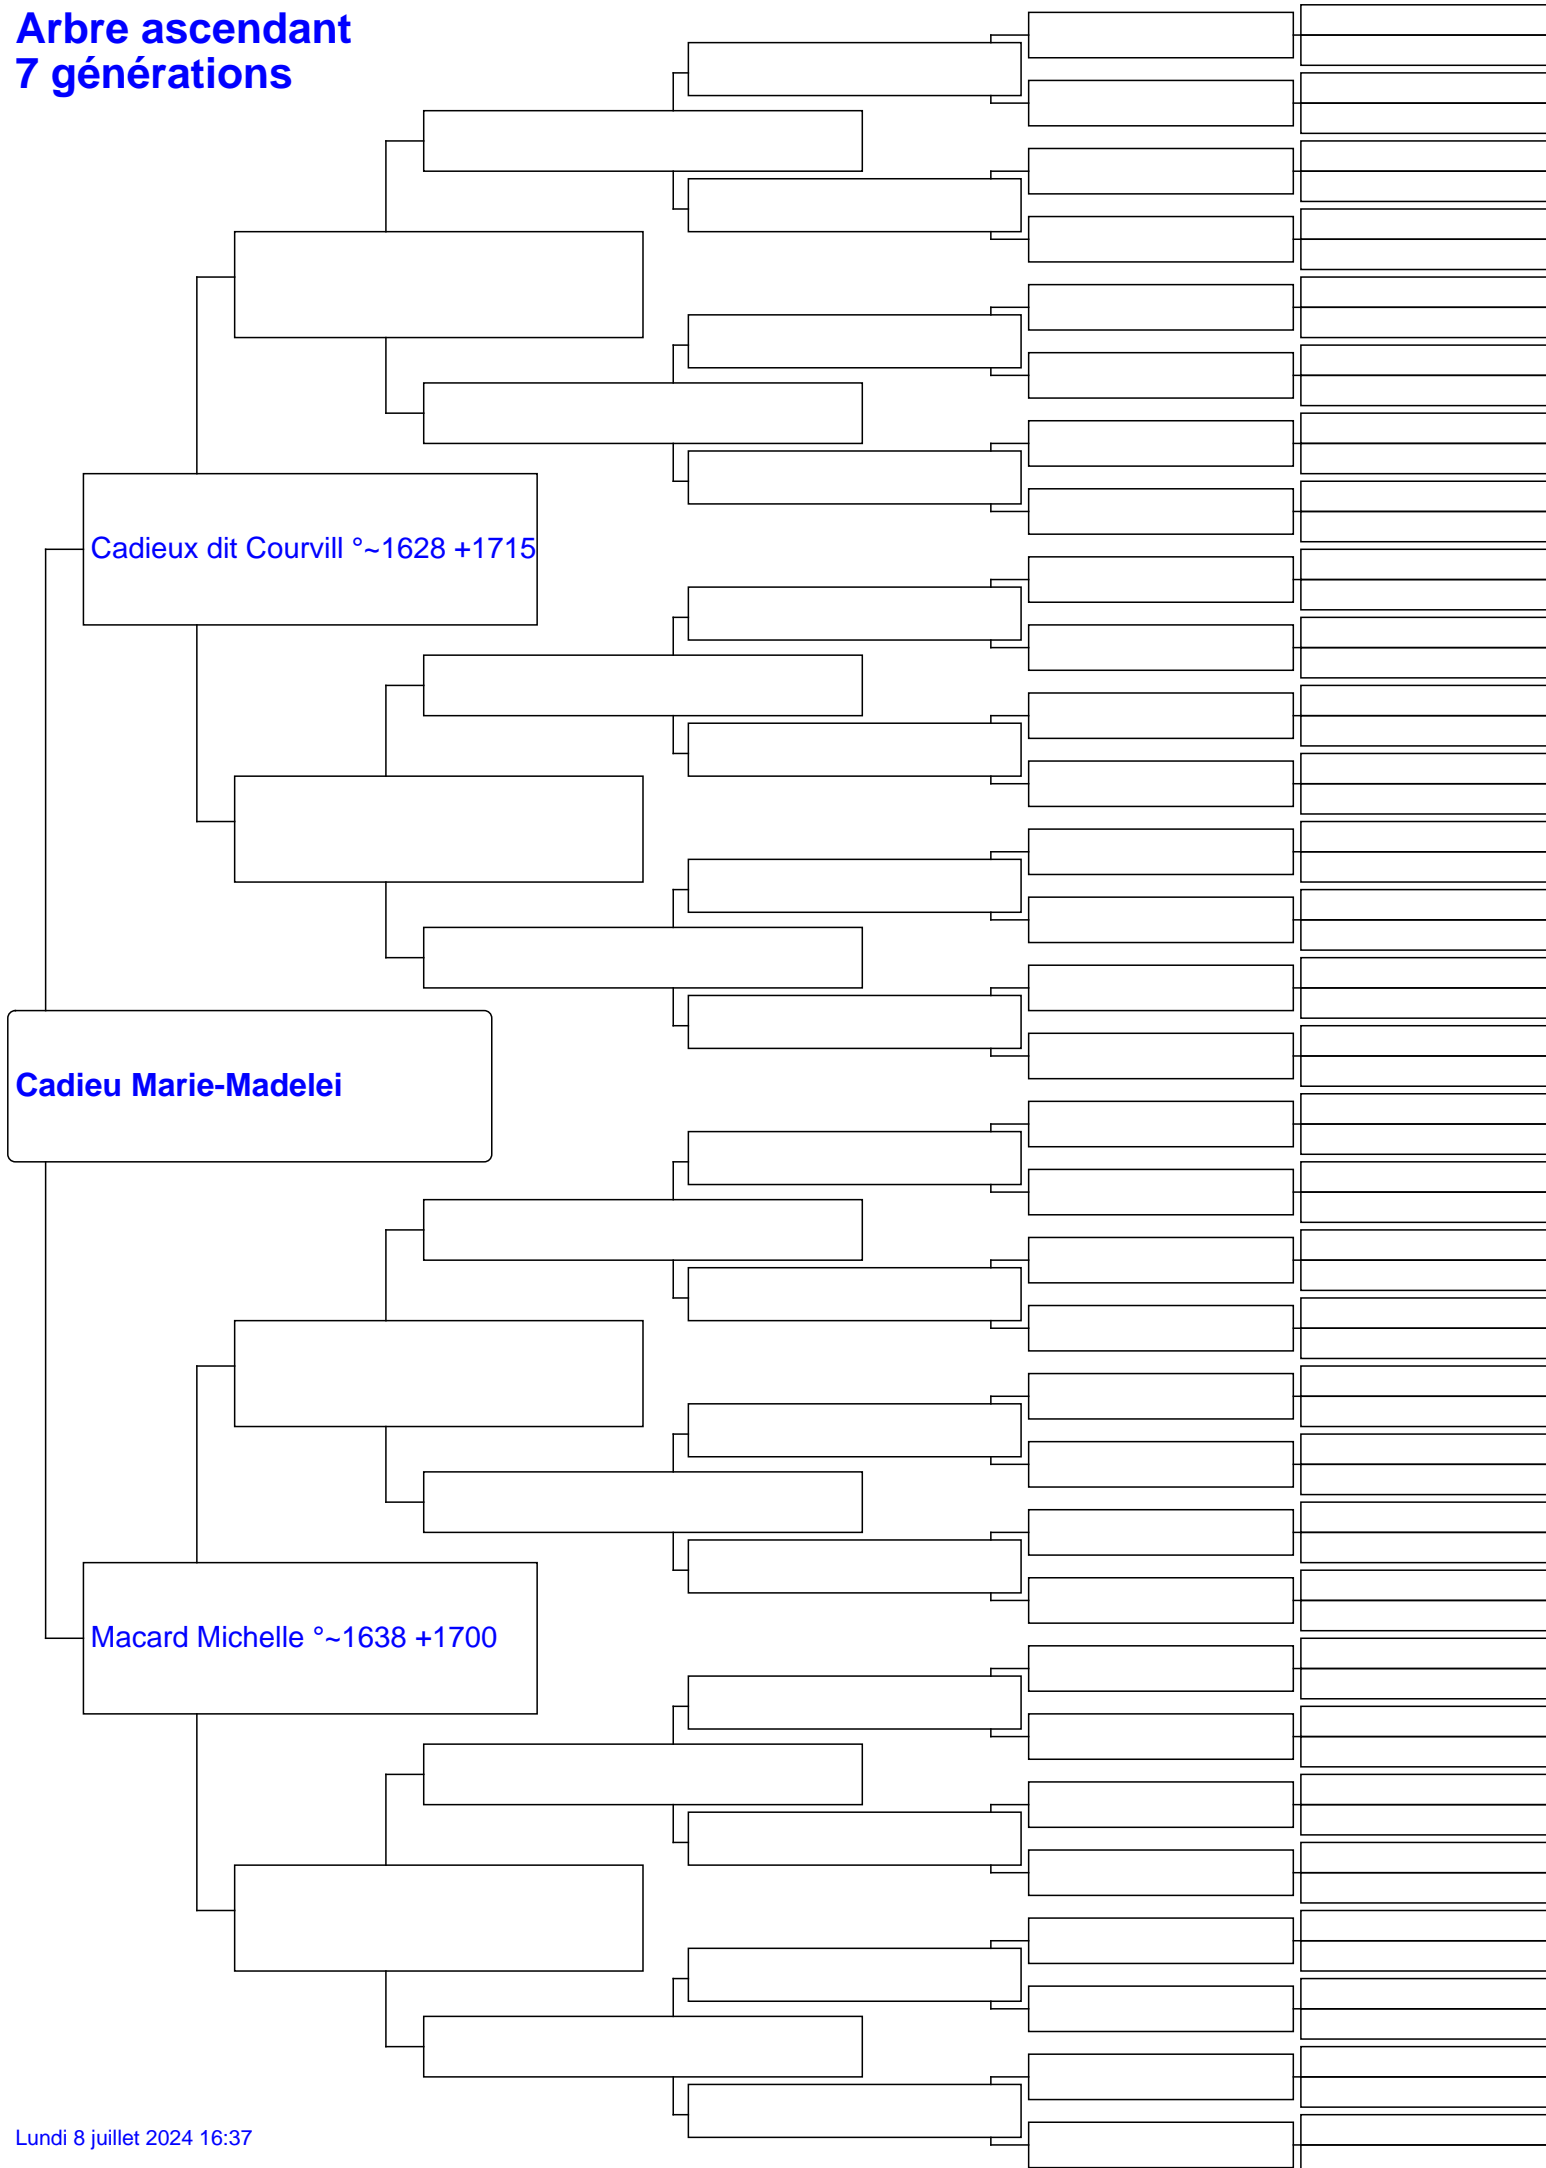 Arbre ascendant
7 générations
Cadieux dit Courvill °~1628 +1715
Cadieu Marie-Madelei
Macard Michelle °~1638 +1700
Lundi 8 juillet 2024 16:37